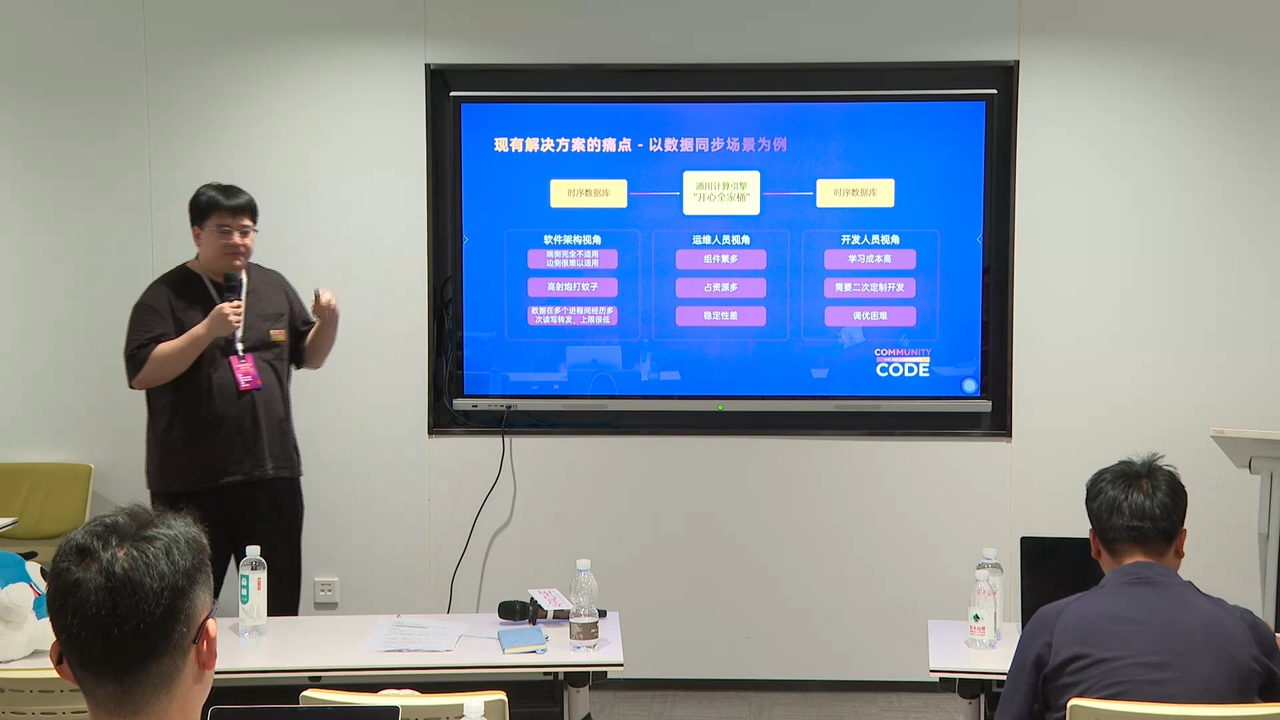 现有解决方案的痛点 - 以数据同步场景为例
时序数据库
通用计算引擎
"开心全家桶"
时序数据库
软件架构视角
端侧完全不适用
边侧很难以适用
高射炮打蚊子
数据在多个进程间经历多
次读写转发，上限很低
运维人员视角
组件繁多
占资源多
稳定性差
开发人员视角
学习成本高
需要二次定制开发
调优困难
COMMUNITY
CODE